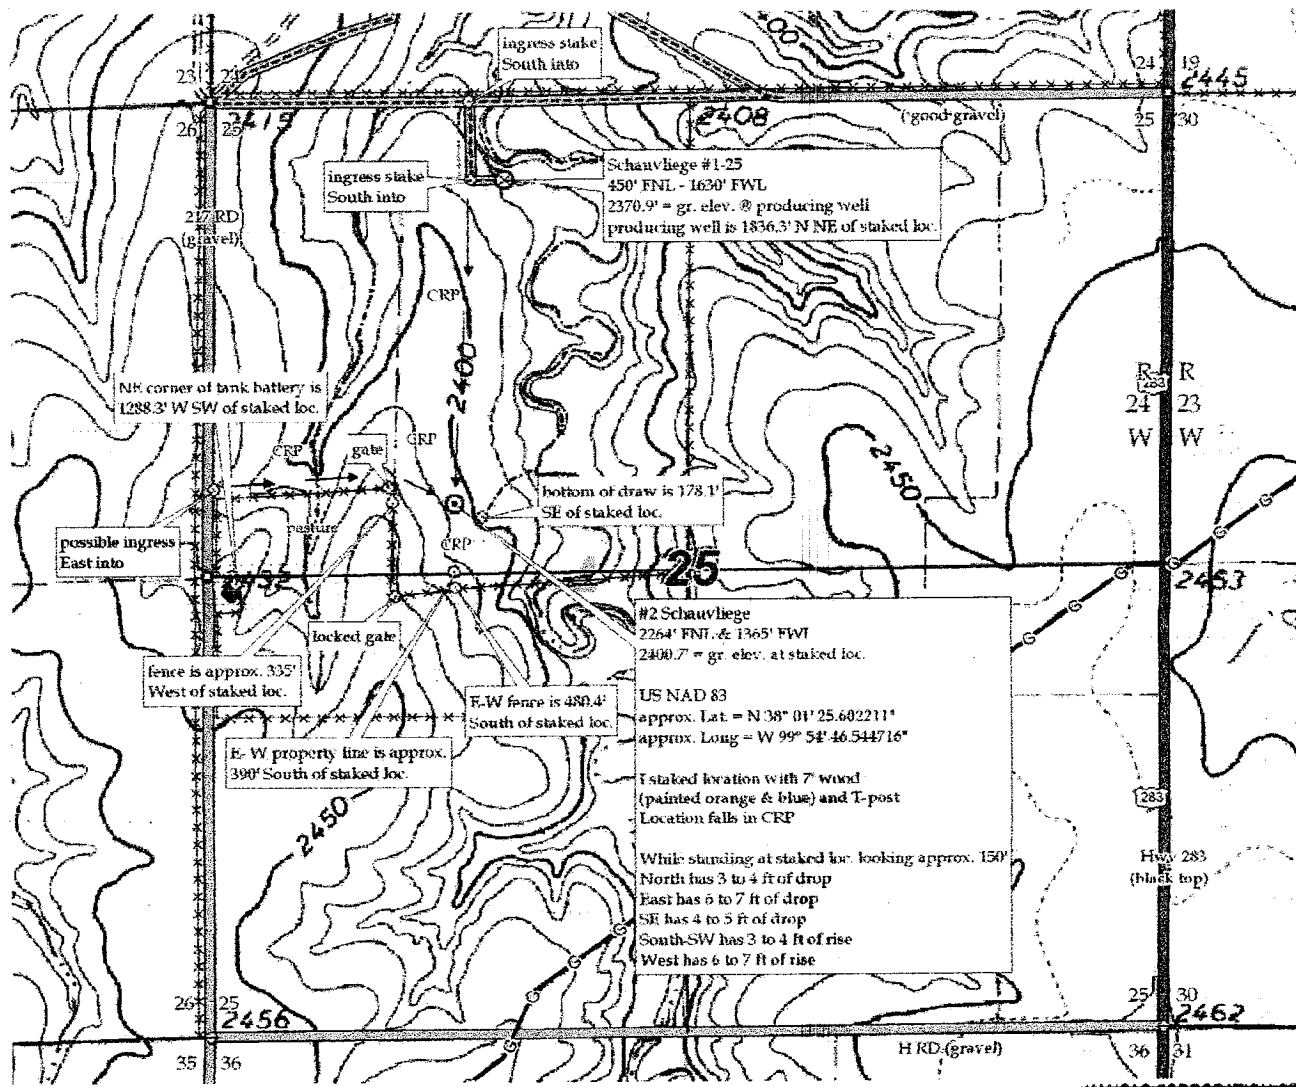 ingress stake
South into
23 24
24 19
2445
26 25
2415
2408
("good gravel)
25 30
ingress stake
South into
Schauvliege #1-25
450' FNL - 1630' FWL
2370.9' = gr. elev. @ producing well
producing well is 1836.3' N NE of staked loc.
217 RD
(gravel)
CRP
2400
NE corner of tank battery is
1288.3' W SW of staked loc.
R R
283
24 23
W W
CRP
CRP
gate
2450
bottom of draw is 178.1'
SE of staked loc.
pasture
possible ingress
East into
CRP
25
2453
#2 Schauvliege
2264' FNL & 1365' FWL
2400.7' = gr. elev. at staked loc.
US NAD 83
approx. Lat. = N 38° 01' 25.602211"
approx. Long = W 99° 54' 46.544716"
I staked location with 7' wood
(painted orange & blue) and T-post
Location falls in CRP
While standing at staked loc. looking approx. 150'
North has 3 to 4 ft of drop
East has 6 to 7 ft of drop
SE has 4 to 5 ft of drop
South-SW has 3 to 4 ft of rise
West has 6 to 7 ft of rise
locked gate
fence is approx. 335'
West of staked loc.
E-W fence is 480.4'
South of staked loc.
E- W property line is approx.
390' South of staked loc.
2450
283
Hwy 283
(black top)
26 25
2456
25 30
2462
35 36
H RD (gravel)
36 31
G G G G G G G G G